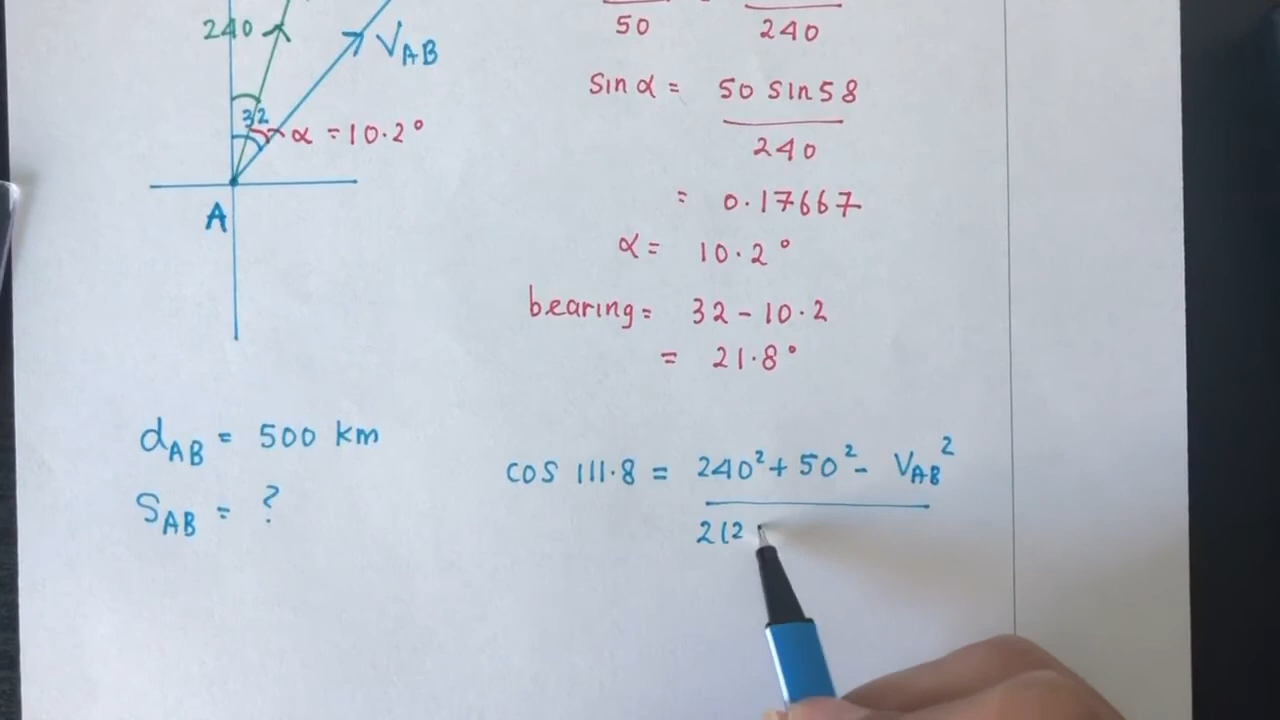 240
V_AB
32
α = 10.2°
A
50 240
sin α = 50 sin 58
240
= 0.17667
α = 10.2°
bearing = 32 - 10.2
= 21.8°
d_AB = 500 km
S_AB = ?
cos 111.8 = 240² + 50² - V_AB²
2(2